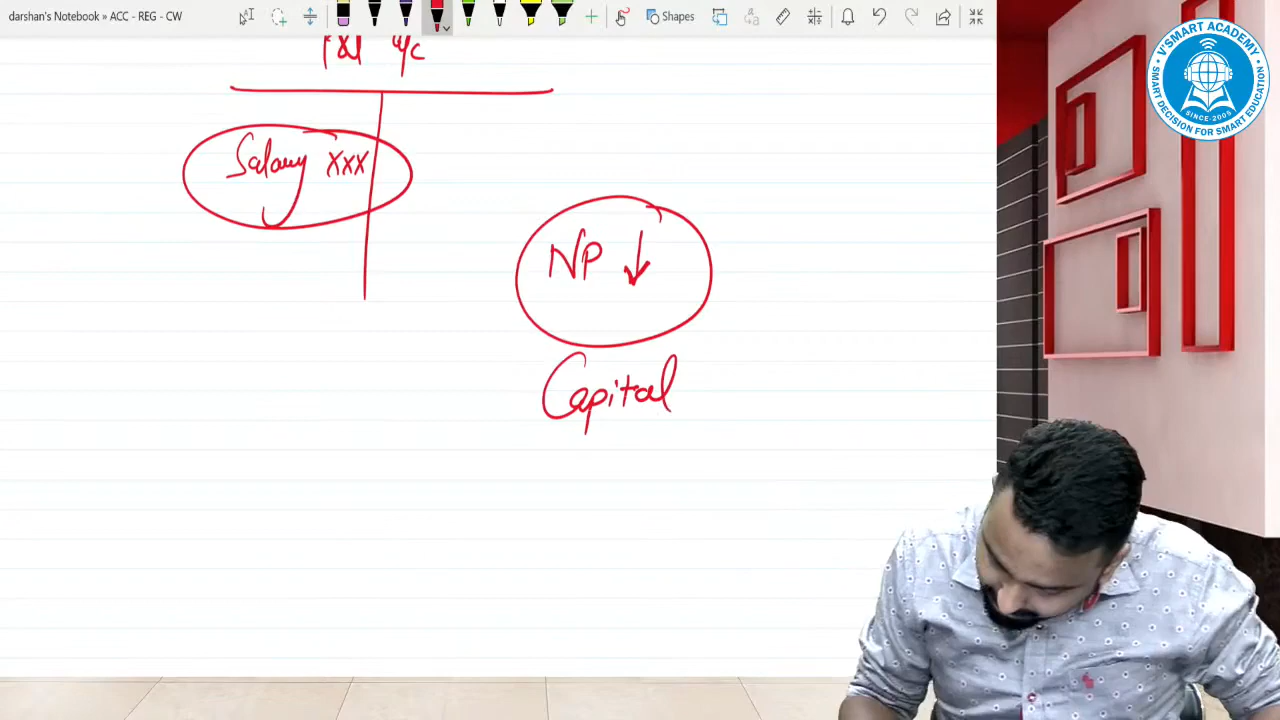 darshan's Notebook » ACC - REG - CW
Shapes
P&L a/c
Salary xxx
NP ↓
Capital
V'SMART ACADEMY
SINCE-2005
SMART DECISION FOR SMART EDUCATION